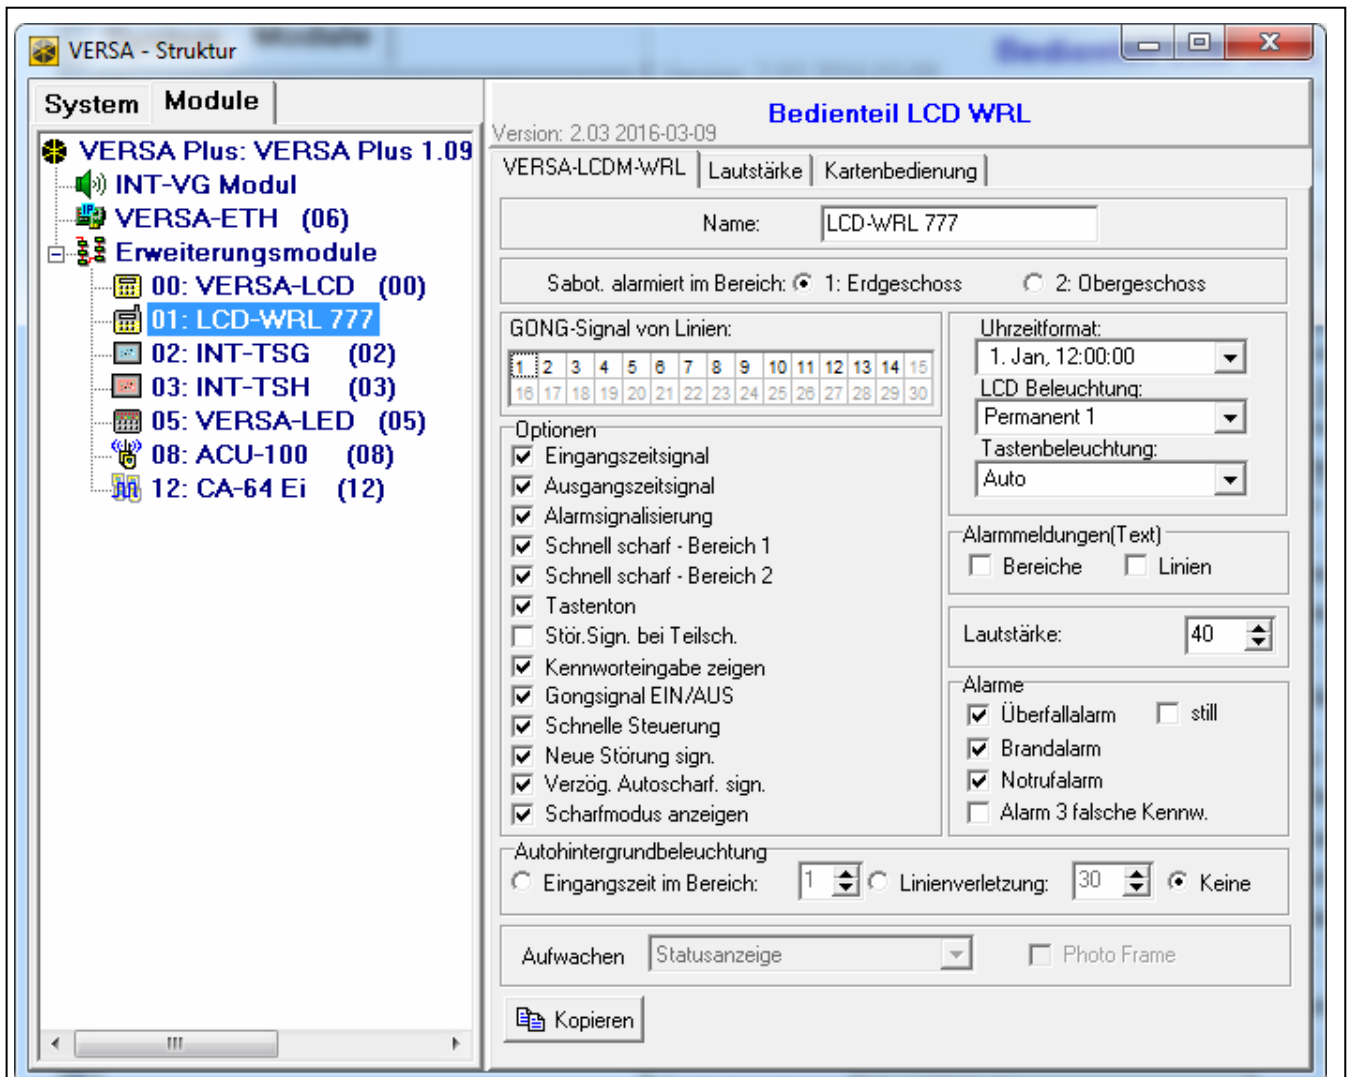 VERSA - Struktur
System Module
VERSA Plus: VERSA Plus 1.09
INT-VG Modul
VERSA-ETH (06)
Erweiterungsmodule
00: VERSA-LCD (00)
01: LCD-WRL 777
02: INT-TSG (02)
03: INT-TSH (03)
05: VERSA-LED (05)
08: ACU-100 (08)
12: CA-64 Ei (12)
Bedienteil LCD WRL
Version: 2.03 2016-03-09
VERSA-LCDM-WRL Lautstärke Kartenbedienung
Name: LCD-WRL 777
Sabot. alarmiert im Bereich: 1: Erdgeschoss 2: Obergeschoss
GONG-Signal von Linien:
1 2 3 4 5 6 7 8 9 10 11 12 13 14 15
16 17 18 19 20 21 22 23 24 25 26 27 28 29 30
Optionen
Eingangszeitsignal
Ausgangszeitsignal
Alarmsignalisierung
Schnell scharf - Bereich 1
Schnell scharf - Bereich 2
Tastenton
Stör.Sign. bei Teilsch.
Kennworteingabe zeigen
Gongsignal EIN/AUS
Schnelle Steuerung
Neue Störung sign.
Verzög. Autoscharf. sign.
Scharfmodus anzeigen
Uhrzeitformat:
1. Jan, 12:00:00
LCD Beleuchtung:
Permanent 1
Tastenbeleuchtung:
Auto
Alarmmeldungen(Text)
Bereiche Linien
Lautstärke: 40
Alarme
Überfallalarm still
Brandalarm
Notrufalarm
Alarm 3 falsche Kennw.
Autohintergrundbeleuchtung
Eingangszeit im Bereich: 1 Linienverletzung: 30 Keine
Aufwachen Statusanzeige Photo Frame
Kopieren